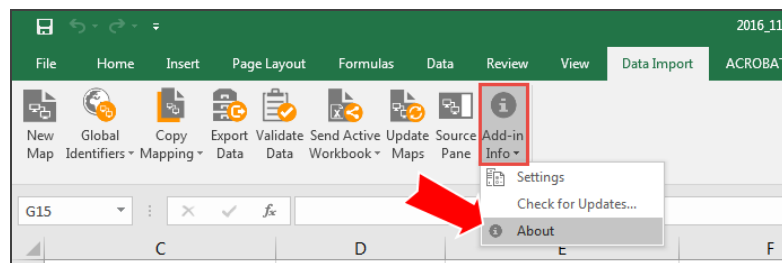 2016_11
File Home Insert Page Layout Formulas Data Review View Data Import ACROBAT
New Map Global Identifiers Copy Mapping Export Data Validate Data Send Active Workbook Update Maps Source Pane Add-in Info
Settings
Check for Updates...
About
G15 fx
C D E F